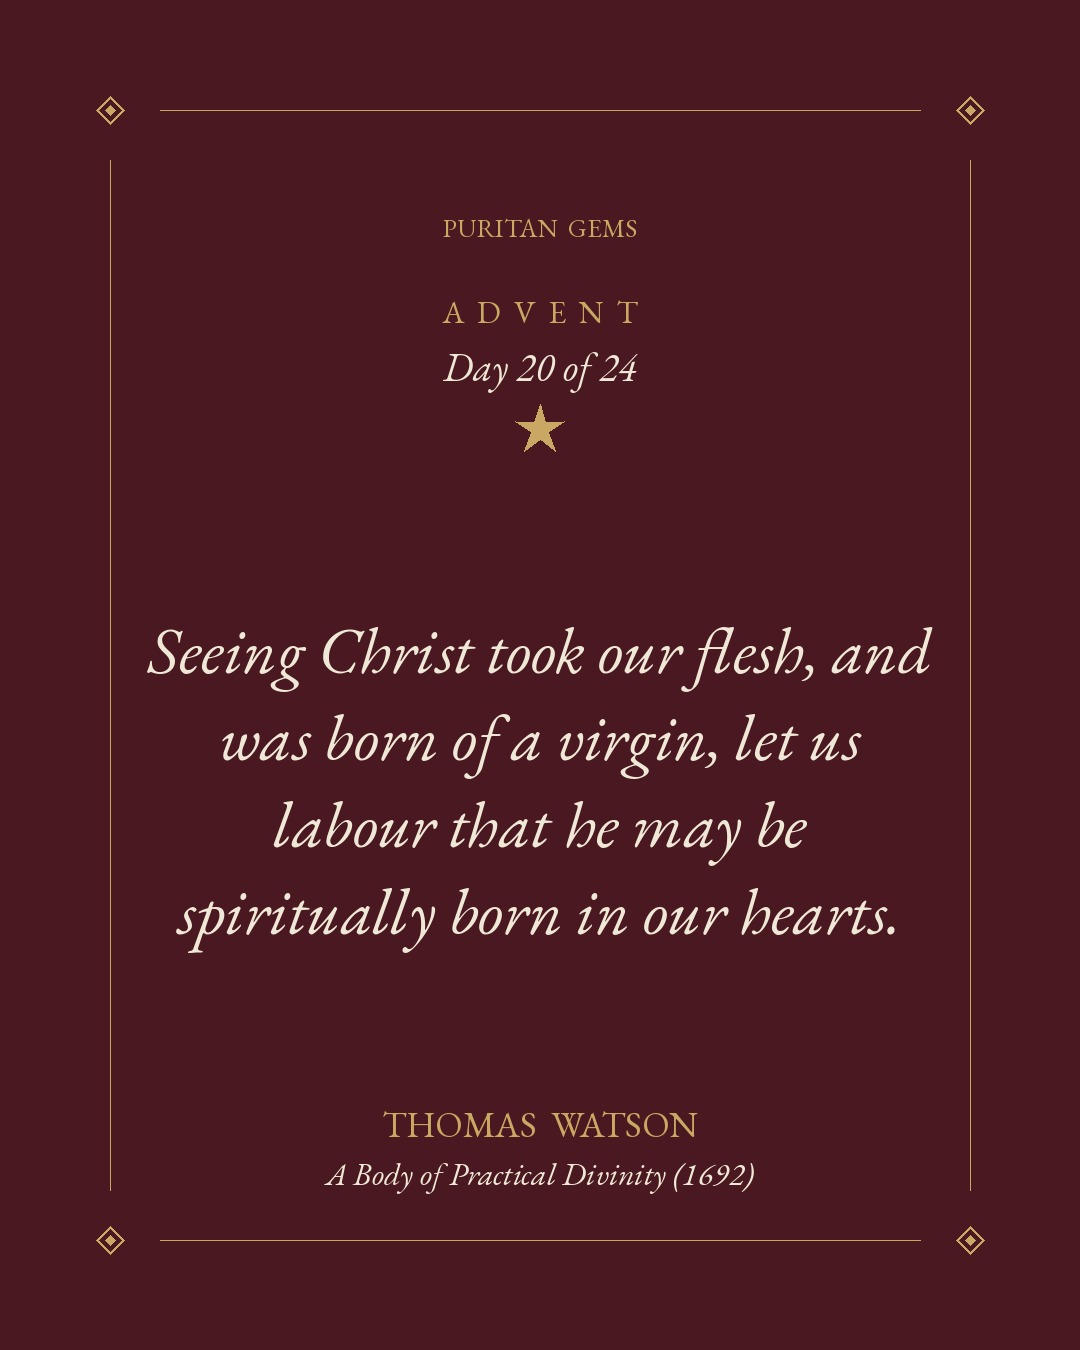 PURITAN GEMS
ADVENT
Day 20 of 24
Seeing Christ took our flesh, and
was born of a virgin, let us
labour that he may be
spiritually born in our hearts.
THOMAS WATSON
A Body of Practical Divinity (1692)